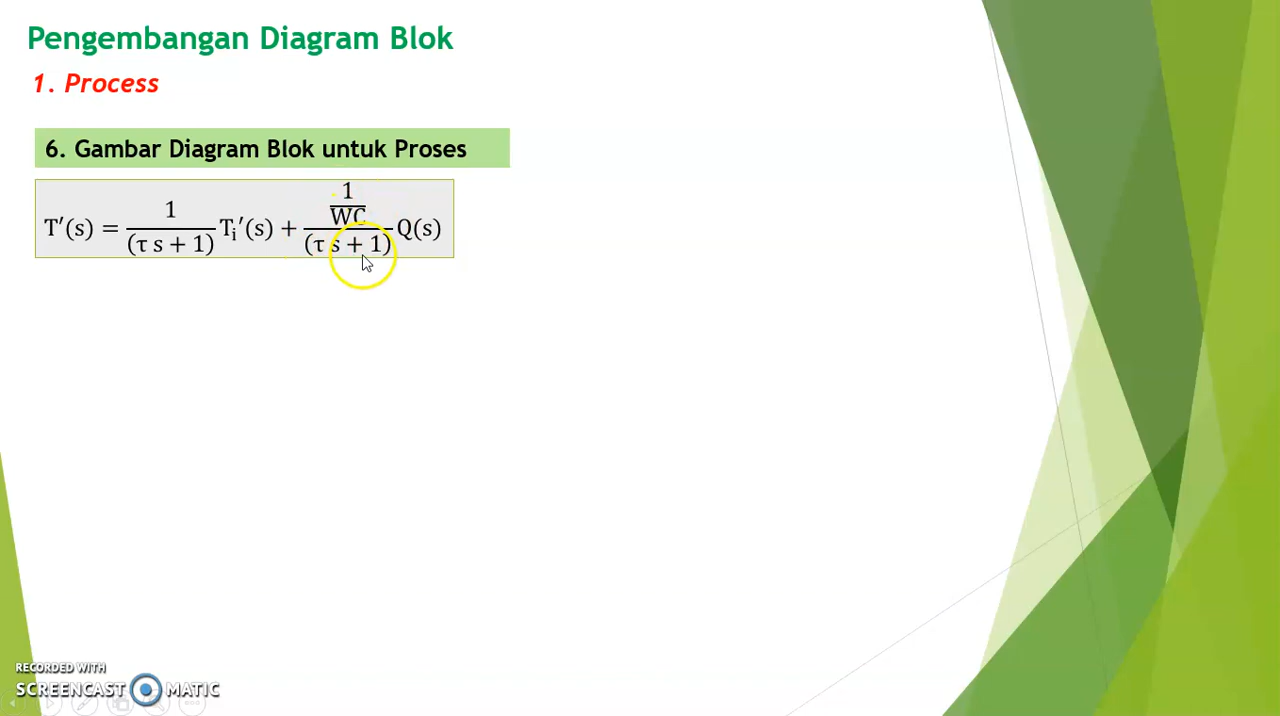 Pengembangan Diagram Blok
1. Process
6. Gambar Diagram Blok untuk Proses
T′(s) = 1/(τ s + 1) Tᵢ′(s) + (1/WC)/(τ s + 1) Q(s)
RECORDED WITH
SCREENCAST MATIC